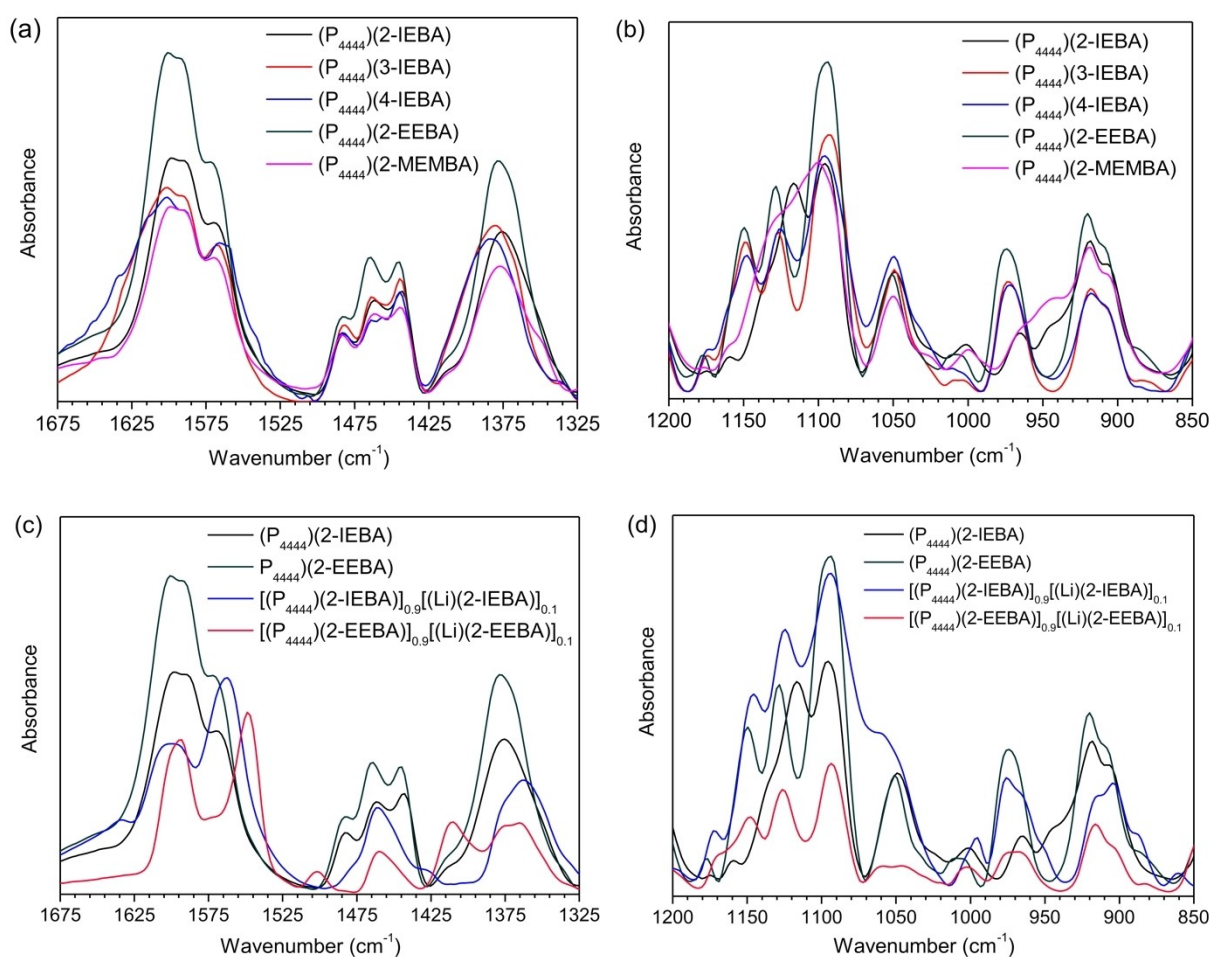 (a)
(P4444)(2-IEBA)
(P4444)(3-IEBA)
(P4444)(4-IEBA)
(P4444)(2-EEBA)
(P4444)(2-MEMBA)
Absorbance
1675 1625 1575 1525 1475 1425 1375 1325
Wavenumber (cm-1)
(b)
(P4444)(2-IEBA)
(P4444)(3-IEBA)
(P4444)(4-IEBA)
(P4444)(2-EEBA)
(P4444)(2-MEMBA)
Absorbance
1200 1150 1100 1050 1000 950 900 850
Wavenumber (cm-1)
(c)
(P4444)(2-IEBA)
P4444)(2-EEBA)
[(P4444)(2-IEBA)]0.9[(Li)(2-IEBA)]0.1
[(P4444)(2-EEBA)]0.9[(Li)(2-EEBA)]0.1
Absorbance
1675 1625 1575 1525 1475 1425 1375 1325
Wavenumber (cm-1)
(d)
(P4444)(2-IEBA)
(P4444)(2-EEBA)
[(P4444)(2-IEBA)]0.9[(Li)(2-IEBA)]0.1
[(P4444)(2-EEBA)]0.9[(Li)(2-EEBA)]0.1
Absorbance
1200 1150 1100 1050 1000 950 900 850
Wavenumber (cm-1)